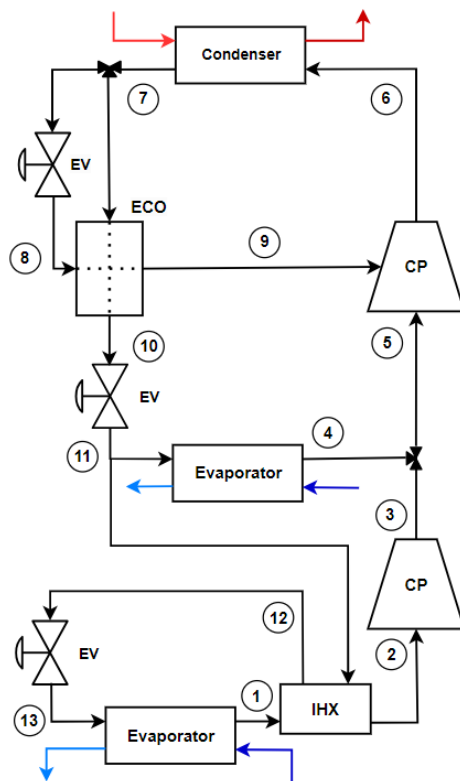 Condenser
7
6
EV
ECO
8
9
CP
10
5
EV
4
11
Evaporator
3
CP
12
EV
2
1
13
IHX
Evaporator